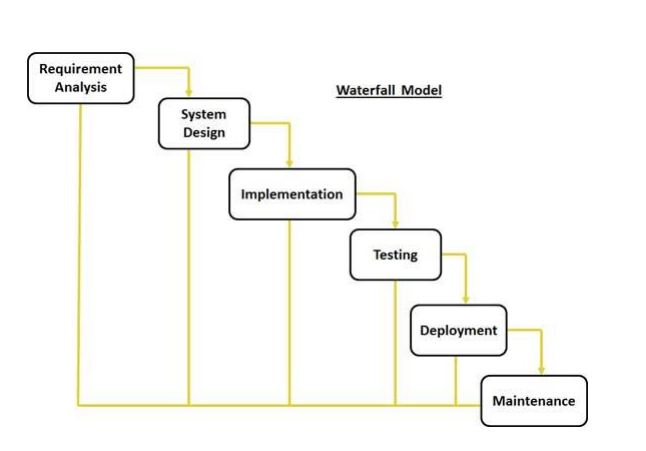 Requirement
Analysis
Waterfall Model
System
Design
Implementation
Testing
Deployment
Maintenance